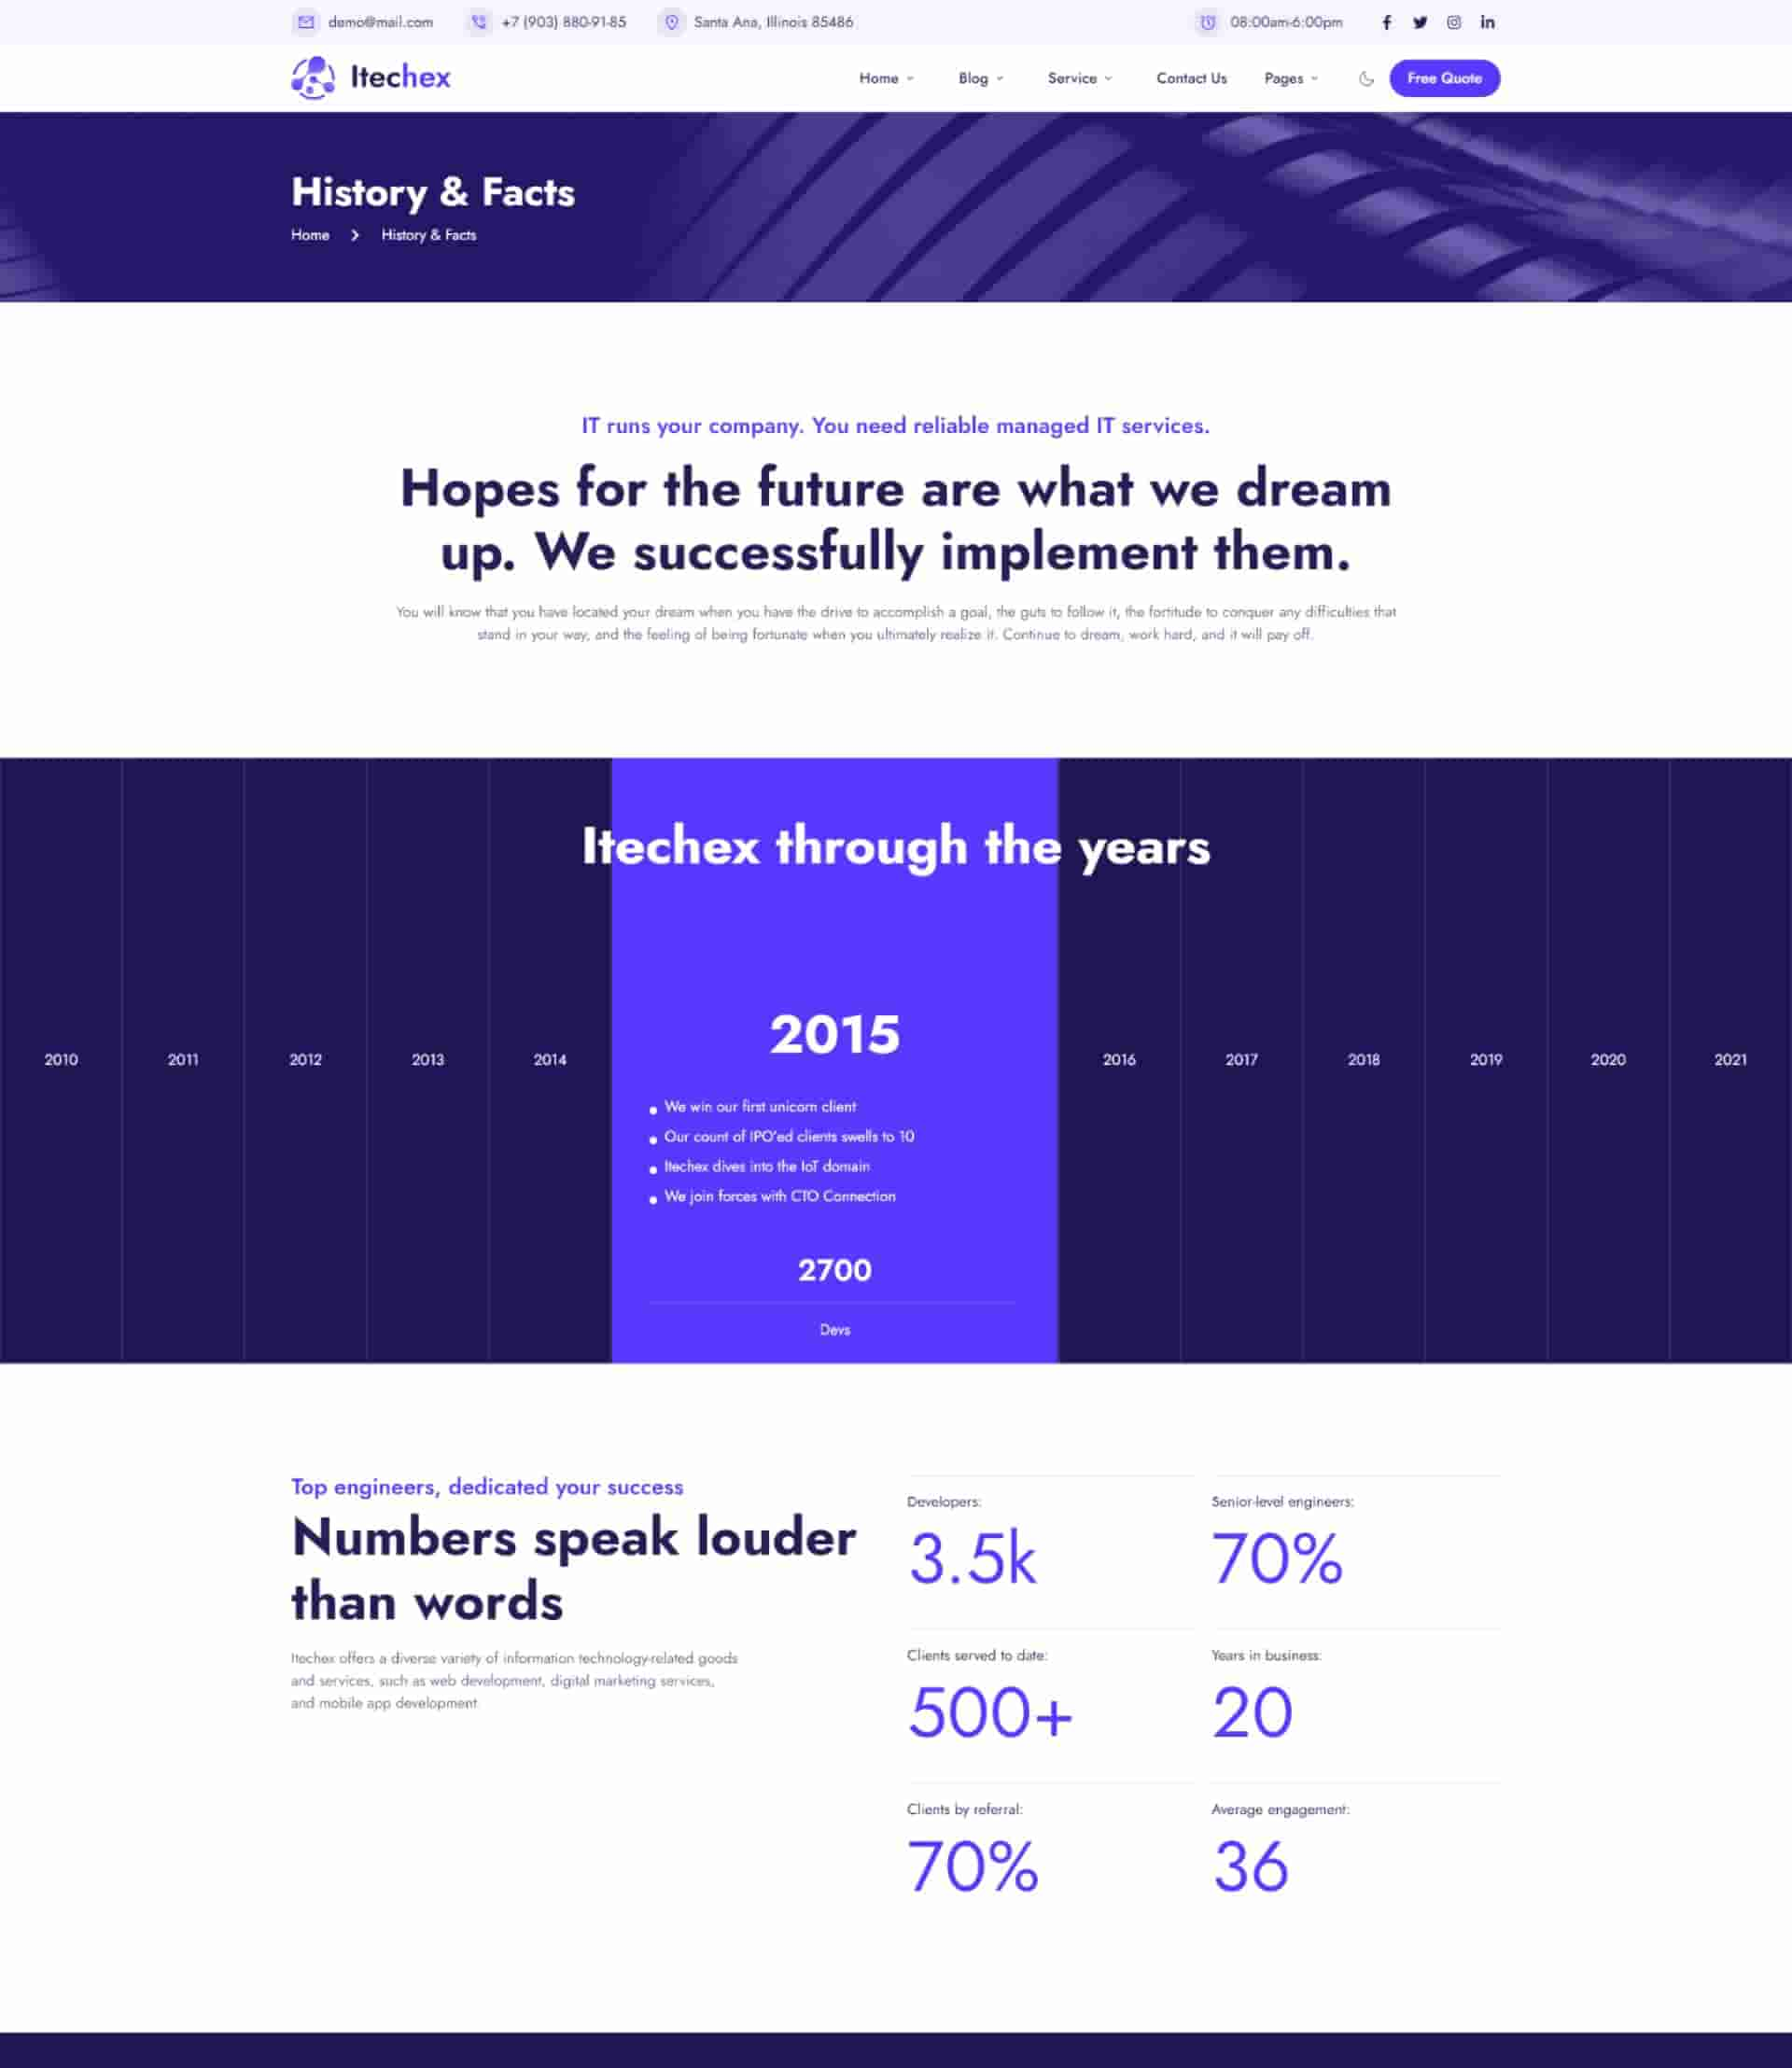 demo@mail.com
+7 (903) 880-91-85
Santa Ana, Illinois 85486
08:00am-6:00pm
Itechex
Home
Blog
Service
Contact Us
Pages
Free Quote
History & Facts
Home
History & Facts
IT runs your company. You need reliable managed IT services.
Hopes for the future are what we dream
up. We successfully implement them.
You will know that you have located your dream when you have the drive to accomplish a goal, the guts to follow it, the fortitude to conquer any difficulties that
stand in your way, and the feeling of being fortunate when you ultimately realize it. Continue to dream, work hard, and it will pay off.
Itechex through the years
2010
2011
2012
2013
2014
2015
We win our first unicorn client
Our count of IPO'ed clients swells to 10
Itechex dives into the IoT domain
We join forces with CTO Connection
2700
Devs
2016
2017
2018
2019
2020
2021
Top engineers, dedicated your success
Numbers speak louder
than words
Itechex offers a diverse variety of information technology-related goods
and services, such as web development, digital marketing services,
and mobile app development
Developers:
3.5k
Senior-level engineers:
70%
Clients served to date:
500+
Years in business:
20
Clients by referral:
70%
Average engagement:
36